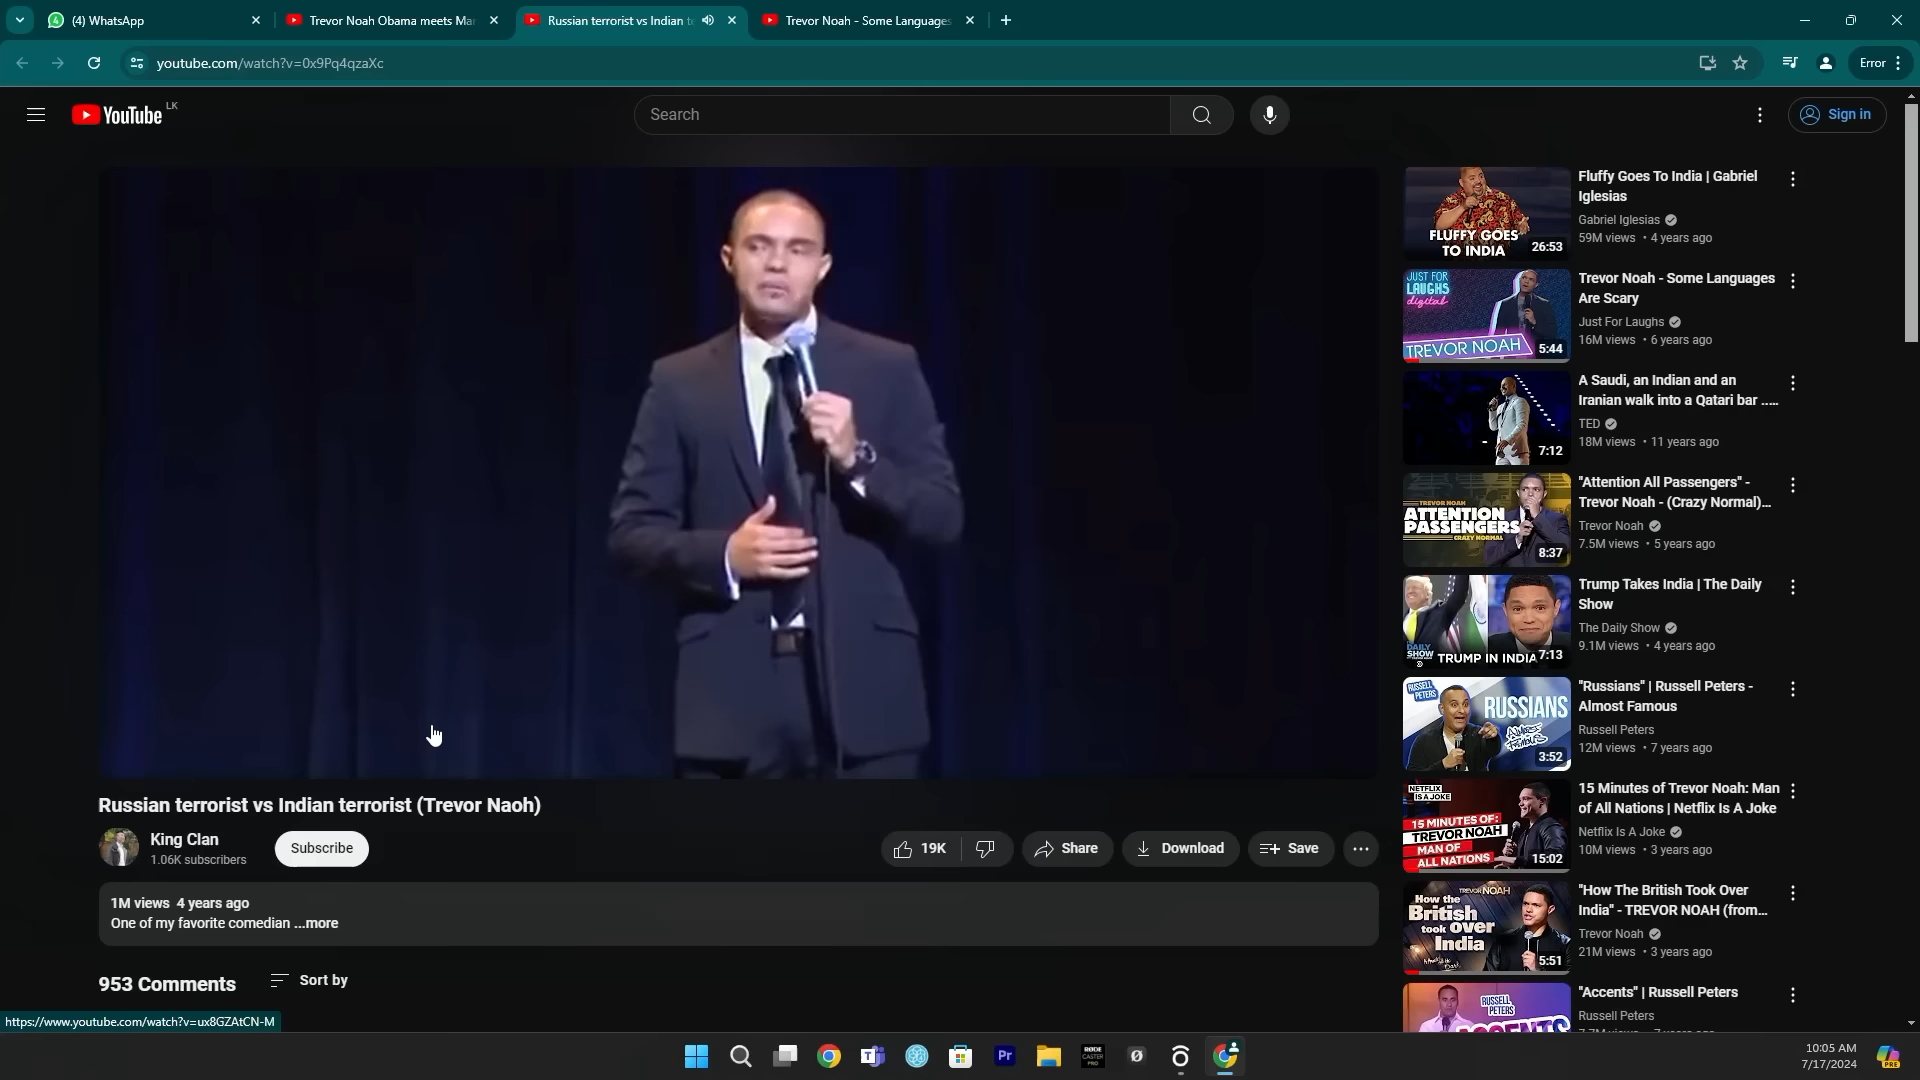 (4) WhatsApp
Trevor Noah Obama meets Ma
Russian terrorist vs Indian t
Trevor Noah - Some Languages
youtube.com/watch?v=0x9Pq4qzaXc
Error
YouTube LK
Search
Sign in
FLUFFY GOES
TO INDIA
26:53
Fluffy Goes To India | Gabriel
Iglesias
Gabriel Iglesias
59M views • 4 years ago
JUST FOR
LAUGHS
digital
TREVOR NOAH
5:44
Trevor Noah - Some Languages
Are Scary
Just For Laughs
16M views • 6 years ago
7:12
A Saudi, an Indian and an
Iranian walk into a Qatari bar .....
TED
18M views • 11 years ago
TREVOR NOAH
ATTENTION
PASSENGERS
CRAZY NORMAL
8:37
"Attention All Passengers" -
Trevor Noah - (Crazy Normal)...
Trevor Noah
7.5M views • 5 years ago
DAILY
SHOW
TRUMP IN INDIA
7:13
Trump Takes India | The Daily
Show
The Daily Show
9.1M views • 4 years ago
RUSSELL
PETERS
RUSSIANS
ALMOST
FAMOUS
3:52
"Russians" | Russell Peters -
Almost Famous
Russell Peters
12M views • 7 years ago
NETFLIX
IS A JOKE
15 MINUTES OF:
TREVOR NOAH
MAN OF
ALL NATIONS
15:02
15 Minutes of Trevor Noah: Man
of All Nations | Netflix Is A Joke
Netflix Is A Joke
10M views • 3 years ago
TREVOR NOAH
How the
British
took over
India
5:51
"How The British Took Over
India" - TREVOR NOAH (from...
Trevor Noah
21M views • 3 years ago
RUSSELL
PETERS
ACCENTS
"Accents" | Russell Peters
Russell Peters
Russian terrorist vs Indian terrorist (Trevor Naoh)
King Clan
1.06K subscribers
Subscribe
19K
Share
Download
Save
1M views 4 years ago
One of my favorite comedian ...more
953 Comments
Sort by
https://www.youtube.com/watch?v=ux8GZAtCN-M
Pr
RØDE
CASTER
PRO
10:05 AM
7/17/2024
PRE